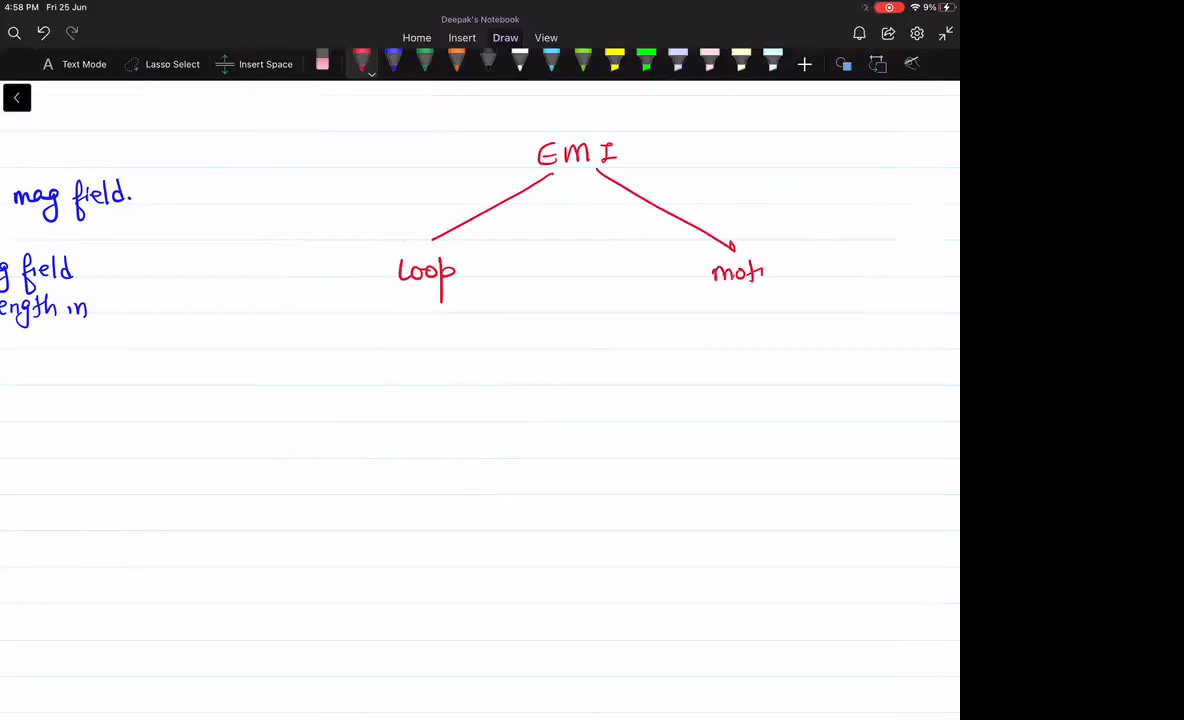 4:58 PM Fri 25 Jun
9%
Deepak's Notebook
Home Insert Draw View
Text Mode Lasso Select Insert Space
EMI
mag field.
g field
ength in
Loop
moti